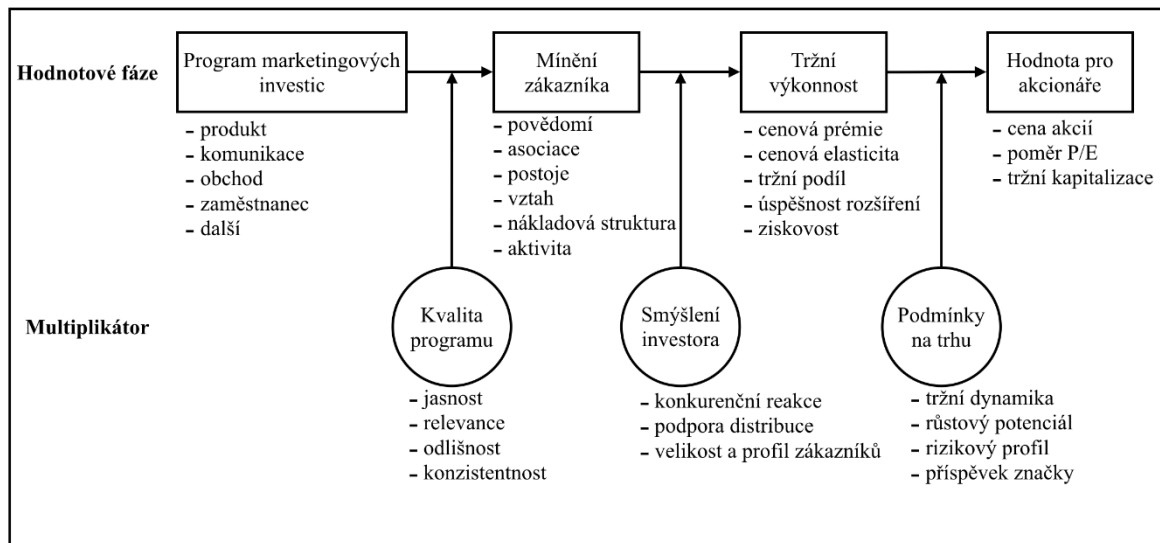 Hodnotové fáze
Program marketingových
investic
- produkt
- komunikace
- obchod
- zaměstnanec
- další
Mínění
zákazníka
- povědomí
- asociace
- postoje
- vztah
- nákladová struktura
- aktivita
Tržní
výkonnost
- cenová prémie
- cenová elasticita
- tržní podíl
- úspěšnost rozšíření
- ziskovost
Hodnota pro
akcionáře
- cena akcií
- poměr P/E
- tržní kapitalizace
Multiplikátor
Kvalita
programu
- jasnost
- relevance
- odlišnost
- konzistentnost
Smýšlení
investora
- konkurenční reakce
- podpora distribuce
- velikost a profil zákazníků
Podmínky
na trhu
- tržní dynamika
- růstový potenciál
- rizikový profil
- příspěvek značky